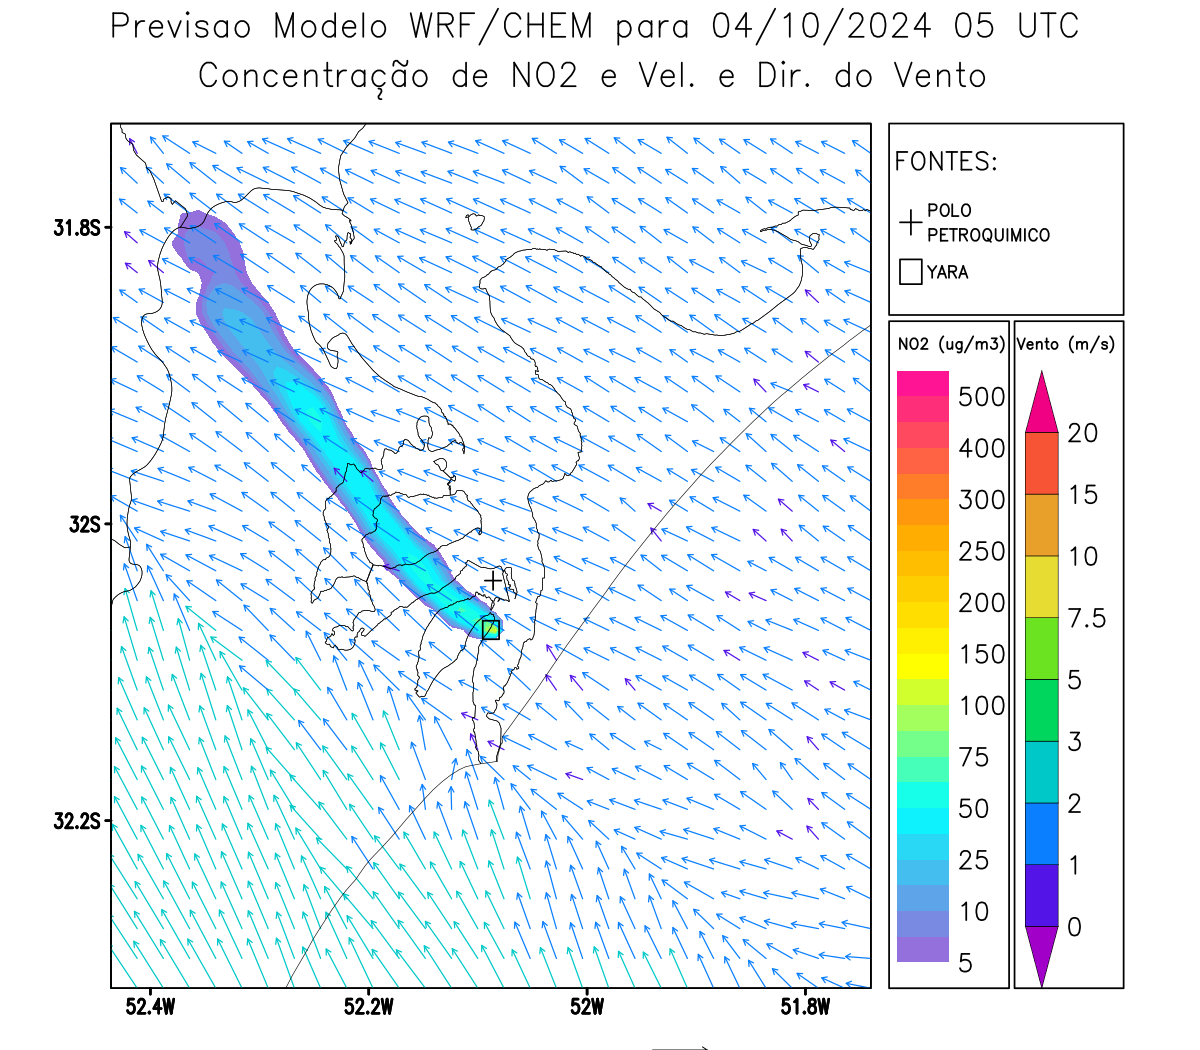 Previsao Modelo WRF/CHEM para 04/10/2024 05 UTC
Concentração de NO2 e Vel. e Dir. do Vento
FONTES:
POLO
PETROQUIMICO
YARA
NO2 (ug/m3)
500
400
300
250
200
150
100
75
50
25
10
5
Vento (m/s)
20
15
10
7.5
5
3
2
1
0
31.8S
32S
32.2S
52.4W
52.2W
52W
51.8W